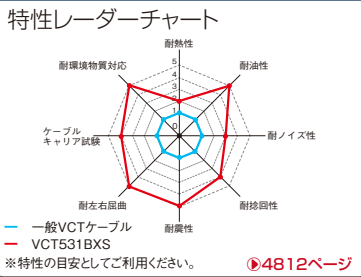 特性レーダーチャート
耐熱性
耐環境物質対応
耐油性
5
4
3
2
1
0
ケーブル
キャリア試験
耐ノイズ性
耐左右屈曲
耐捻回性
耐震性
一般VCTケーブル
VCT531BXS
※特性の目安としてご利用ください。
4812ページ